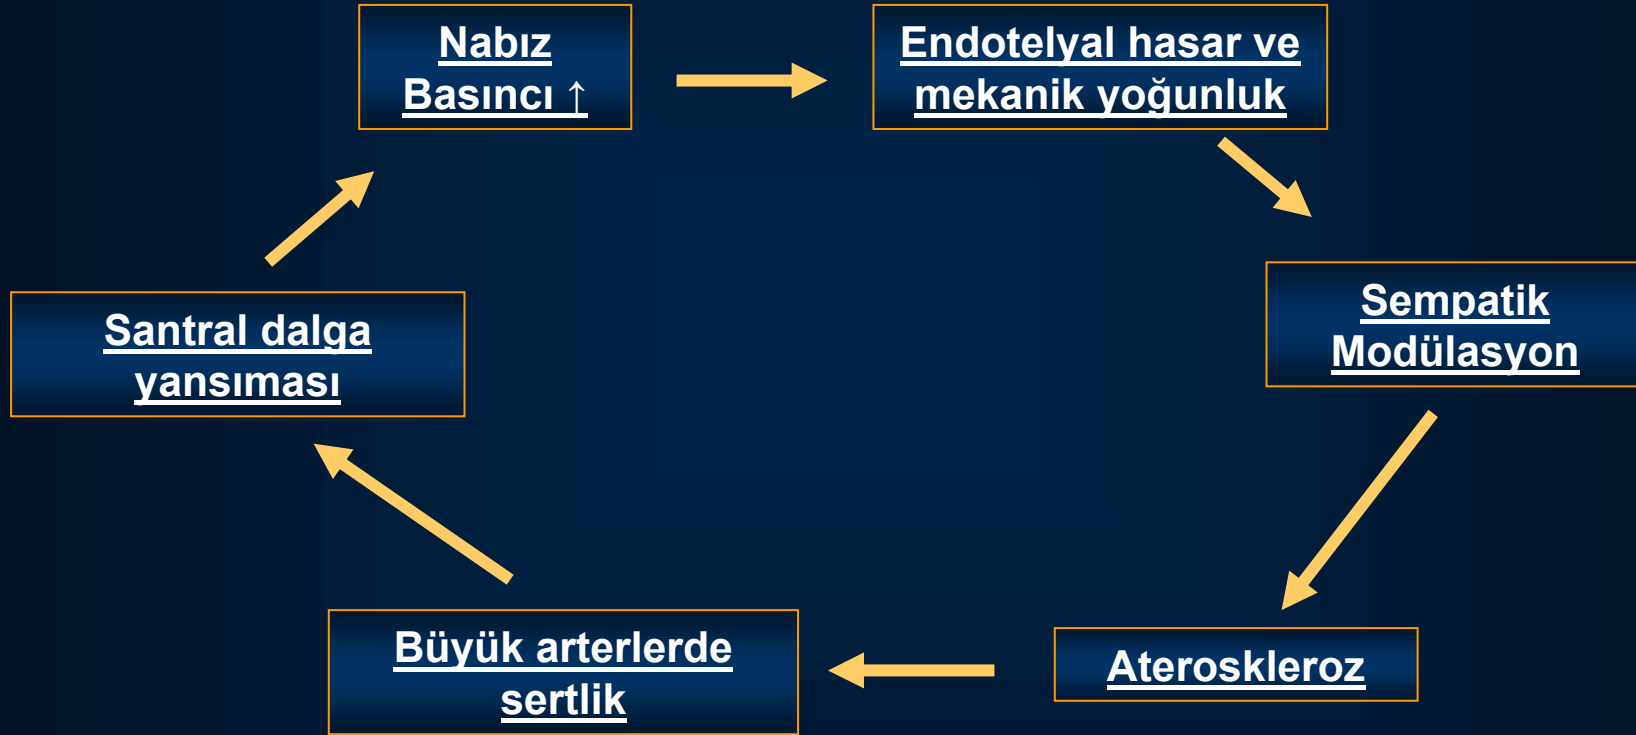 Nabız
Basıncı ↑
Endotelyal hasar ve
mekanik yoğunluk
Sempatik
Modülasyon
Ateroskleroz
Büyük arterlerde
sertlik
Santral dalga
yansıması